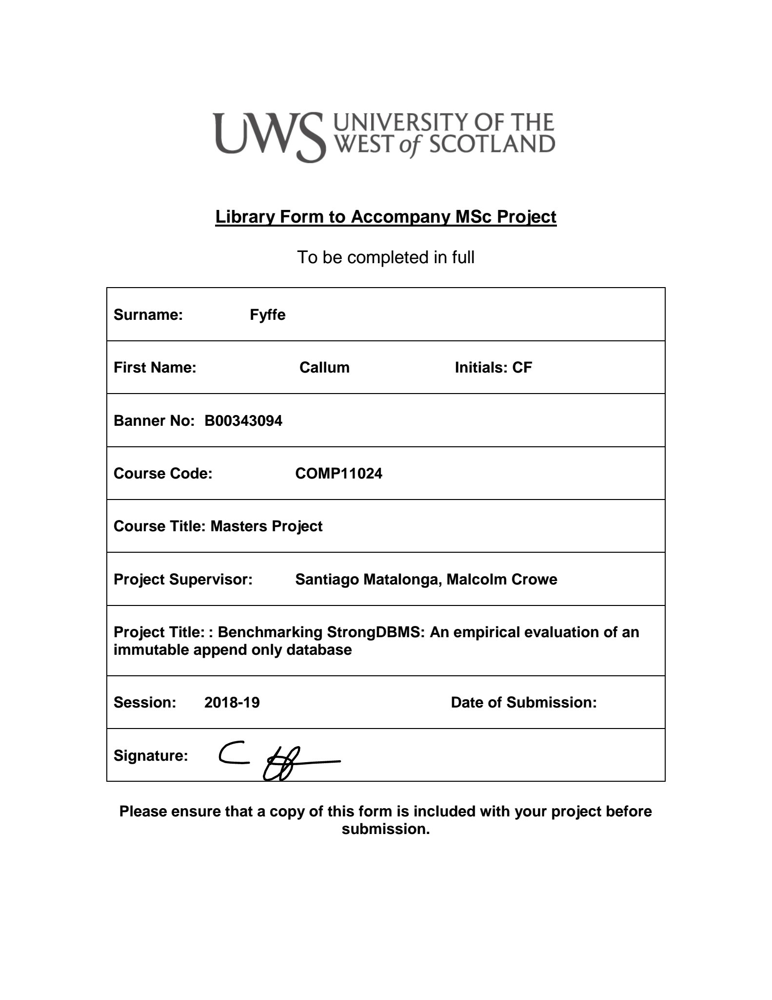 UWS UNIVERSITY OF THE
WEST of SCOTLAND
Library Form to Accompany MSc Project
To be completed in full
Surname: Fyffe
First Name: Callum Initials: CF
Banner No: B00343094
Course Code: COMP11024
Course Title: Masters Project
Project Supervisor: Santiago Matalonga, Malcolm Crowe
Project Title: : Benchmarking StrongDBMS: An empirical evaluation of an
immutable append only database
Session: 2018-19 Date of Submission:
Signature:
Please ensure that a copy of this form is included with your project before
submission.